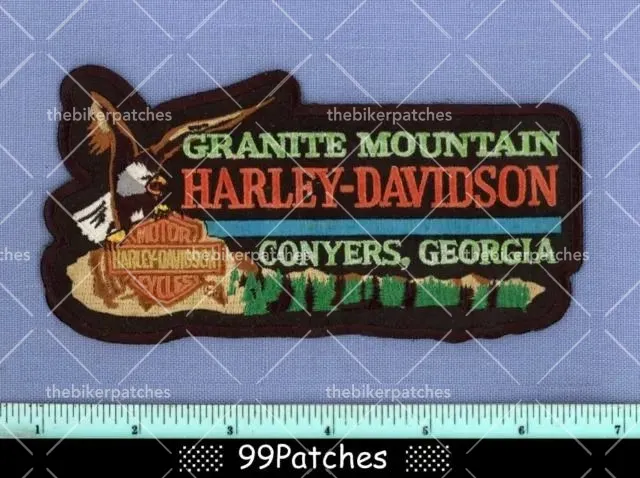 thebikerpatches
thebikerpatches thebikerpatches
GRANITE MOUNTAIN
HARLEY-DAVIDSON
CONYERS, GEORGIA
MOTOR
HARLEY-DAVIDSON
CYCLES
thebikerpatches thebikerpatches
thebikerpatches thebikerpatches
1 2 3 4 5 6 7
99Patches